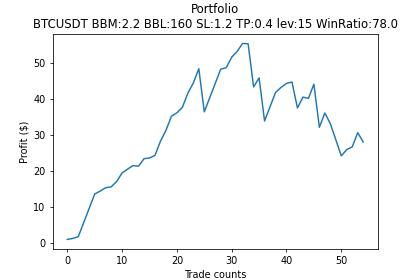 Portfolio
BTCUSDT BBM:2.2 BBL:160 SL:1.2 TP:0.4 lev:15 WinRatio:78.0
Profit ($)
50
40
30
20
10
0
0 10 20 30 40 50
Trade counts